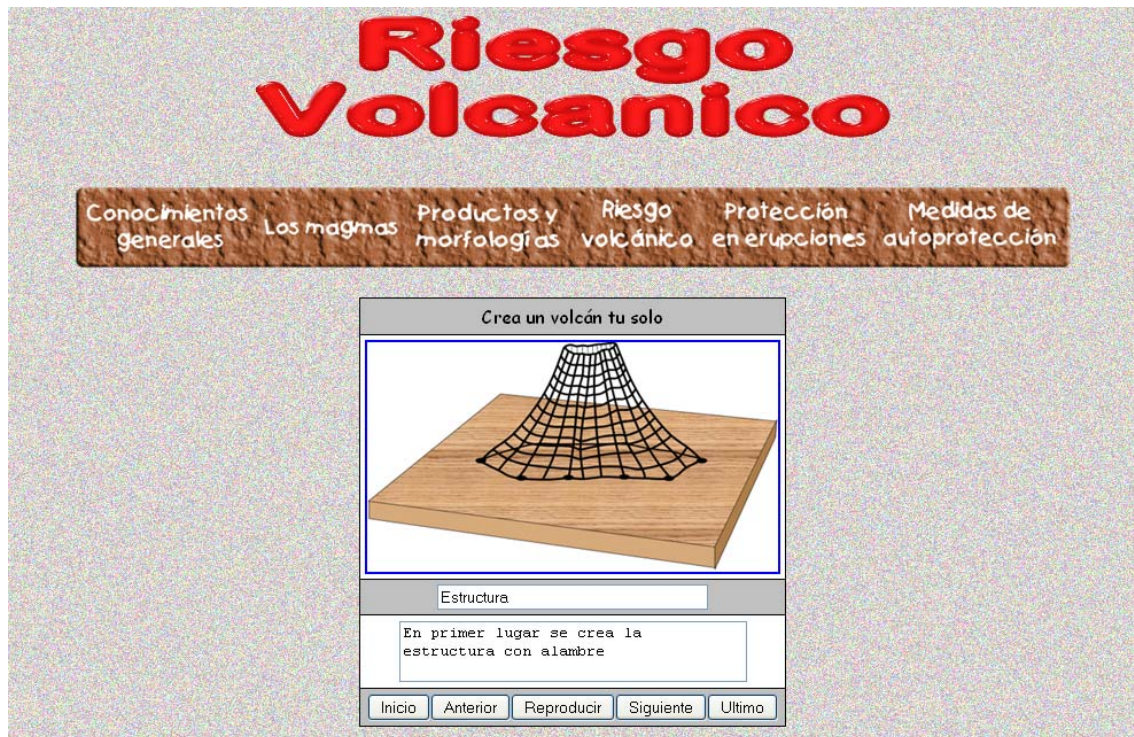 Riesgo
Volcanico
Conocimientos
generales
Los magmas
Productos y
morfologías
Riesgo
volcánico
Protección
en erupciones
Medidas de
autoprotección
Crea un volcán tu solo
Estructura
En primer lugar se crea la
estructura con alambre
Inicio Anterior Reproducir Siguiente Ultimo